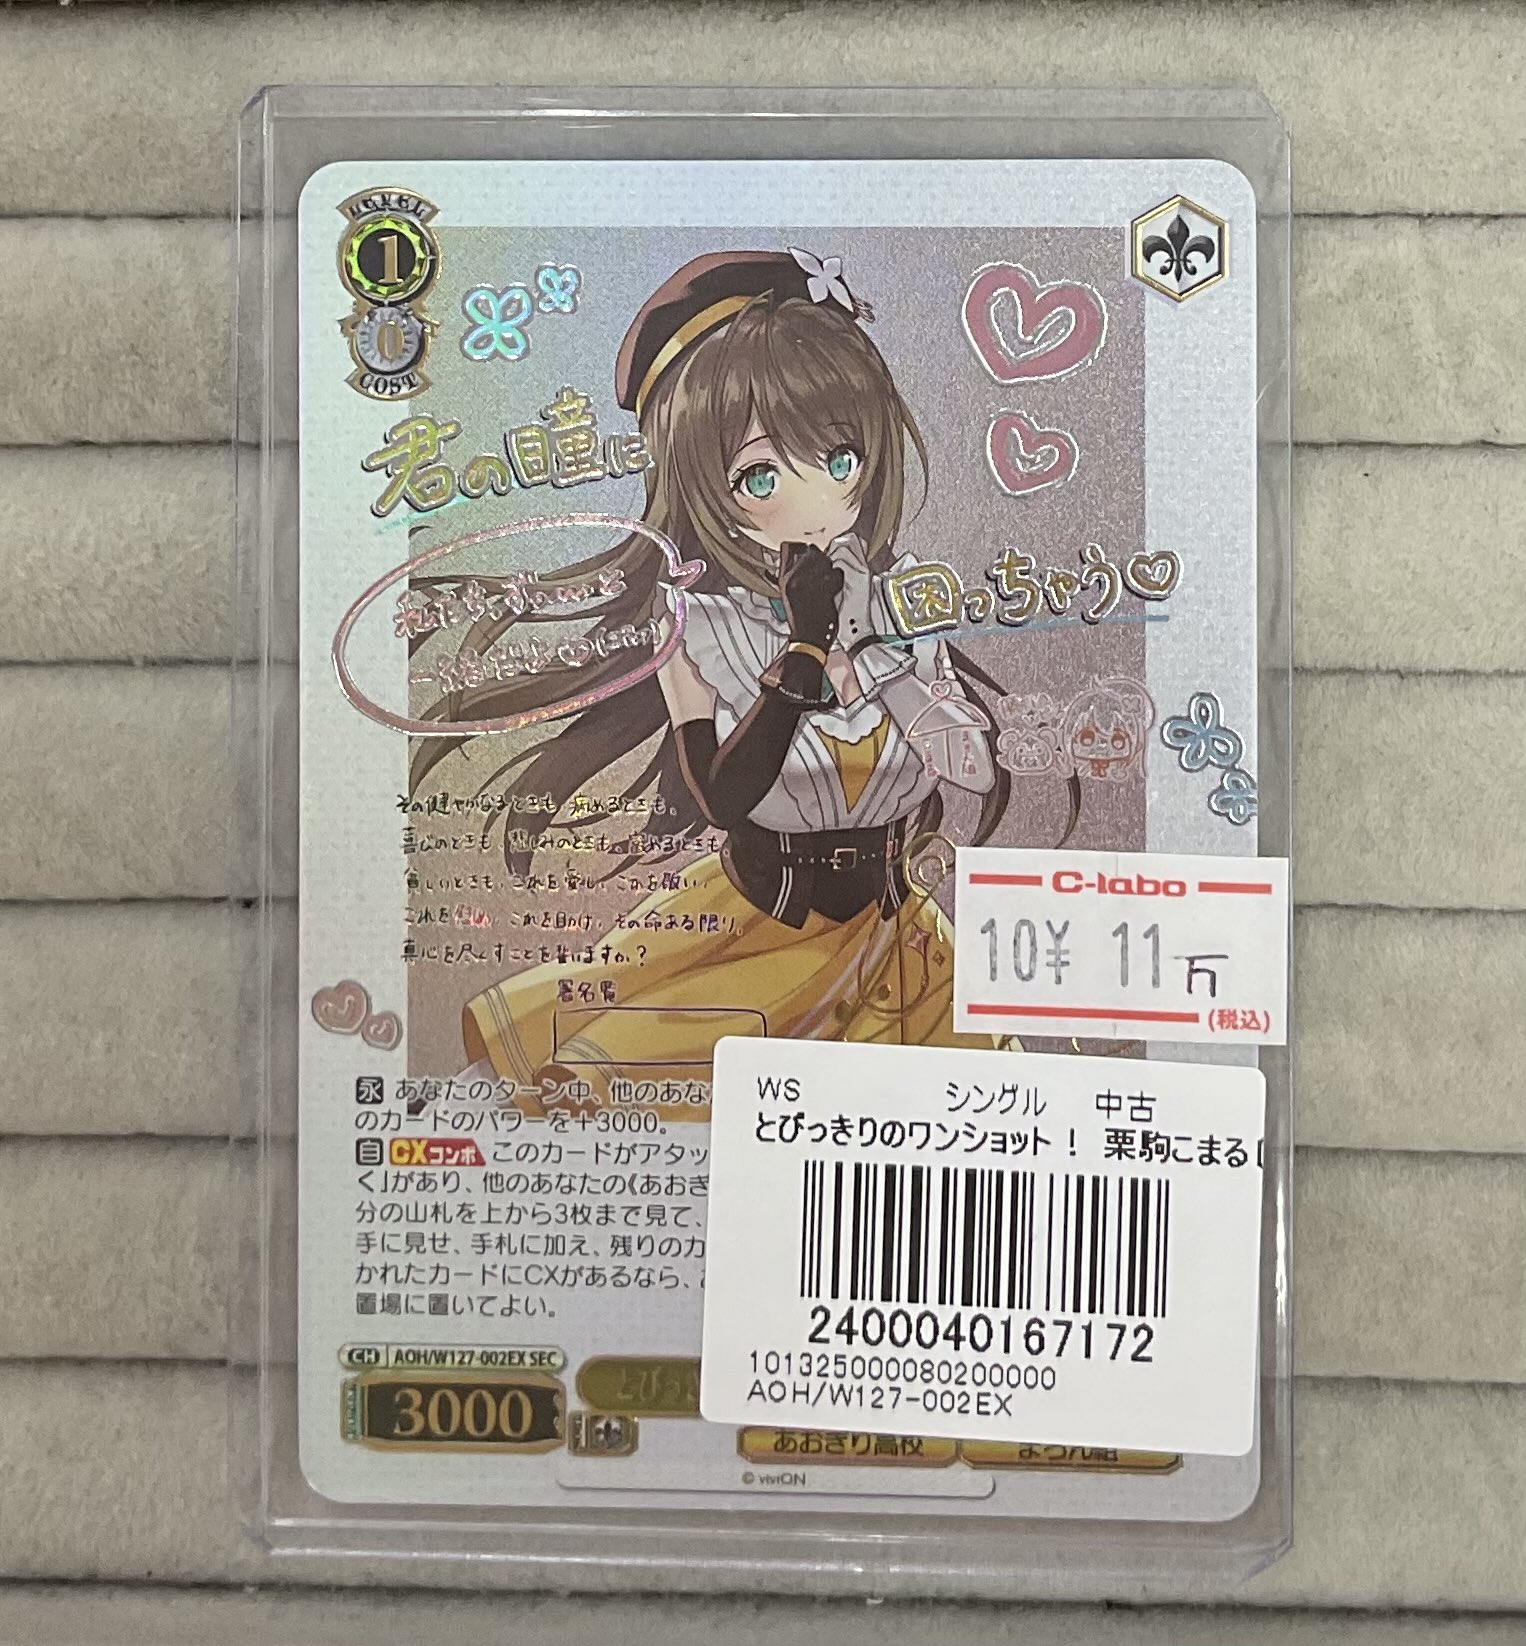 LEVEL
1
0
COST
君の瞳に
困っちゃう♡
私たち、ずぃーっと
一緒だよ♡
その健やかなるときも、病めるときも、
喜びのときも、悲しみのときも、富めるときも、
貧しいときも、これを愛し、これを敬い、
これを慰め、これを助け、その命ある限り、
真心を尽くすことを誓いますか？
署名覧
C-labo
10¥ 11万
(税込)
永 あなたのターン中、他のあな
のカードのパワーを＋3000。
自 CXコンボ このカードがアタッ
く」があり、他のあなたの《あおぎ
分の山札を上から3枚まで見て、
手に見せ、手札に加え、残りのカ
かれたカードにCXがあるなら、
置場に置いてよい。
WS シングル 中古
とびっきりのワンショット！ 栗駒こまる
2400040167172
101325000080200000
AOH/W127-002EX
CH AOH/W127-002EX SEC
3000
とびっ
あおぎり高校
© viviON